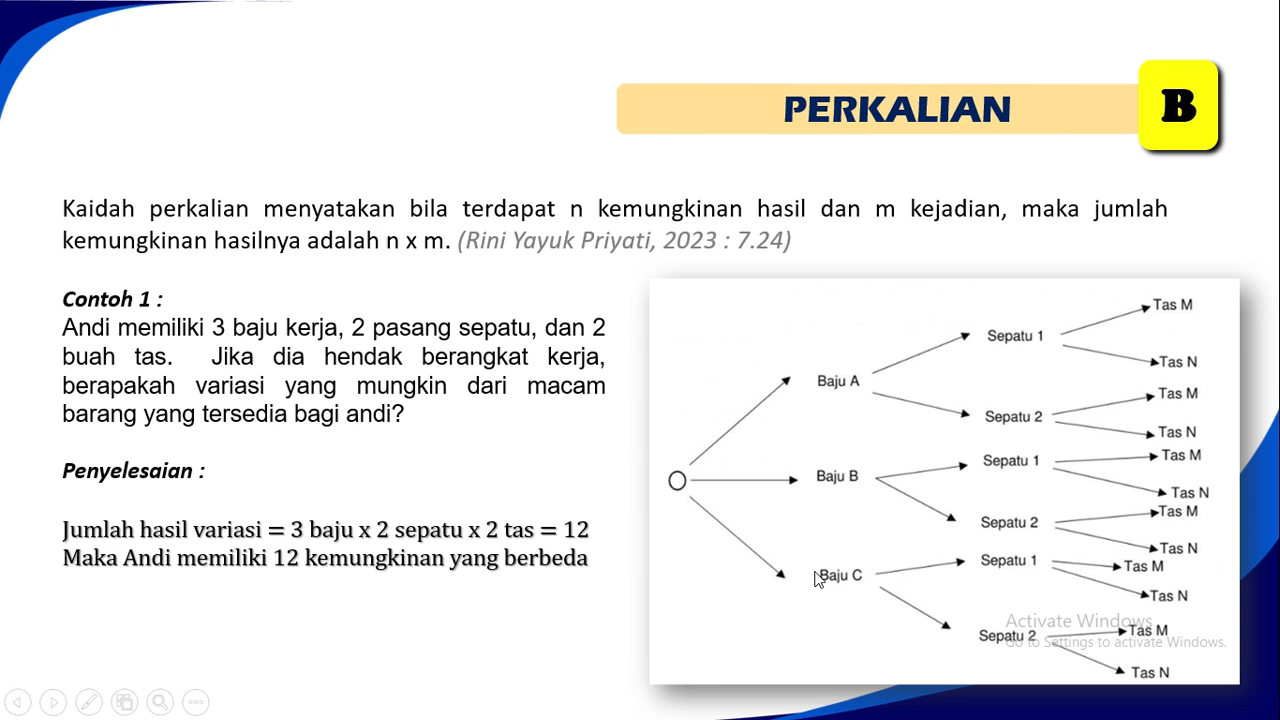 PERKALIAN
B
Kaidah perkalian menyatakan bila terdapat n kemungkinan hasil dan m kejadian, maka jumlah
kemungkinan hasilnya adalah n x m. (Rini Yayuk Priyati, 2023 : 7.24)
Contoh 1 :
Andi memiliki 3 baju kerja, 2 pasang sepatu, dan 2
buah tas. Jika dia hendak berangkat kerja,
berapakah variasi yang mungkin dari macam
barang yang tersedia bagi andi?
Penyelesaian :
Jumlah hasil variasi = 3 baju x 2 sepatu x 2 tas = 12
Maka Andi memiliki 12 kemungkinan yang berbeda
Baju A
Sepatu 1
Tas M
Tas N
Sepatu 2
Tas M
Tas N
Baju B
Sepatu 1
Tas M
Tas N
Sepatu 2
Tas M
Tas N
Baju C
Sepatu 1
Tas M
Tas N
Sepatu 2
Tas M
Tas N
Activate Windows
Go to Settings to activate Windows.